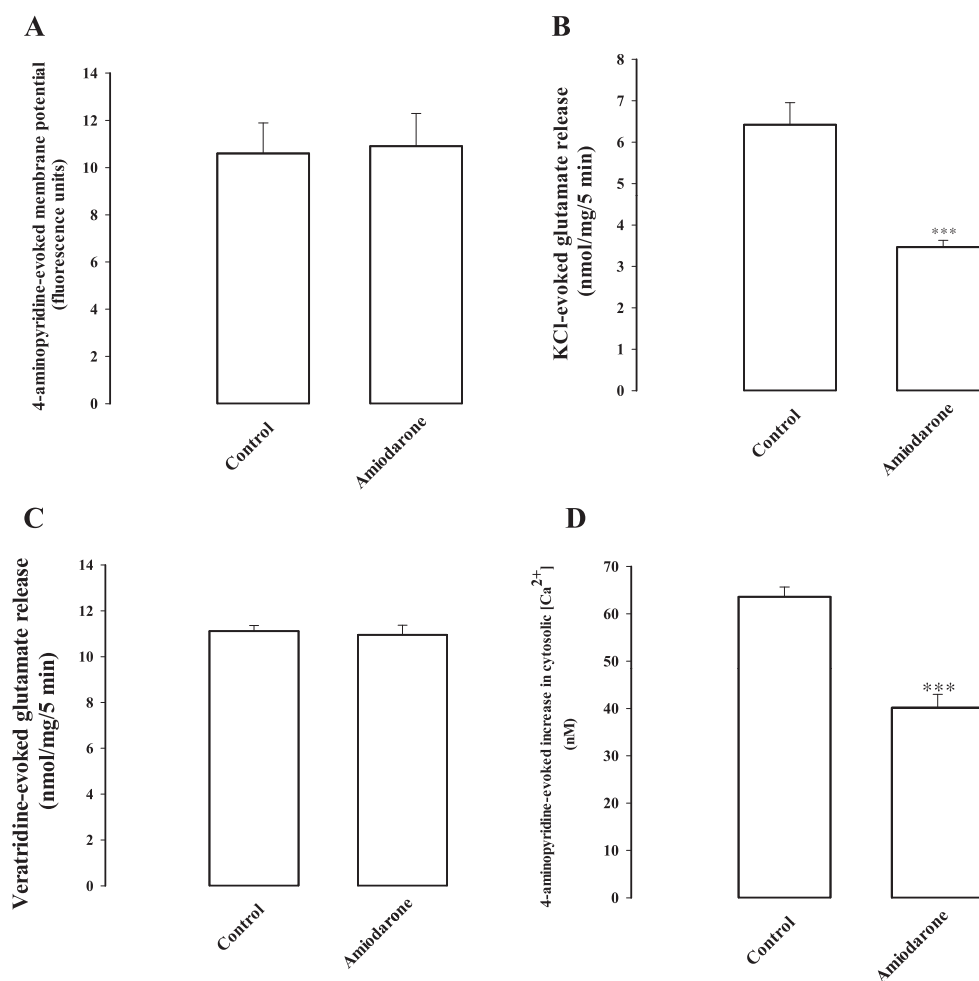 A
4-aminopyridine-evoked membrane potential
(fluorescence units)
14
12
10
8
6
4
2
0
Control
Amiodarone
B
KCl-evoked glutamate release
(nmol/mg/5 min)
8
7
6
5
4
3
2
1
0
***
Control
Amiodarone
C
Veratridine-evoked glutamate release
(nmol/mg/5 min)
14
12
10
8
6
4
2
0
Control
Amiodarone
D
4-aminopyridine-evoked increase in cytosolic [Ca2+]
(nM)
70
60
50
40
30
20
10
0
***
Control
Amiodarone